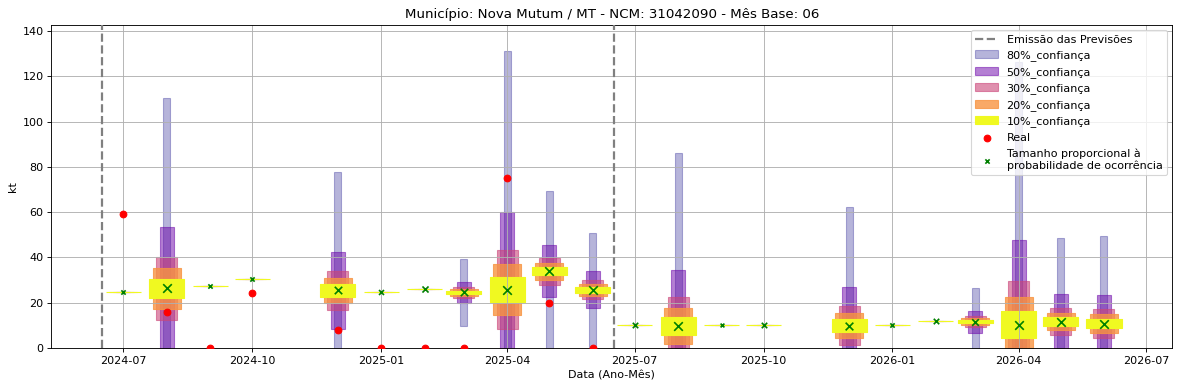 Município: Nova Mutum / MT - NCM: 31042090 - Mês Base: 06
140
120
100
80
60
40
20
0
kt
Emissão das Previsões
80%_confiança
50%_confiança
30%_confiança
20%_confiança
10%_confiança
Real
Tamanho proporcional à
probabilidade de ocorrência
2024-07
2024-10
2025-01
2025-04
2025-07
2025-10
2026-01
2026-04
2026-07
Data (Ano-Mês)